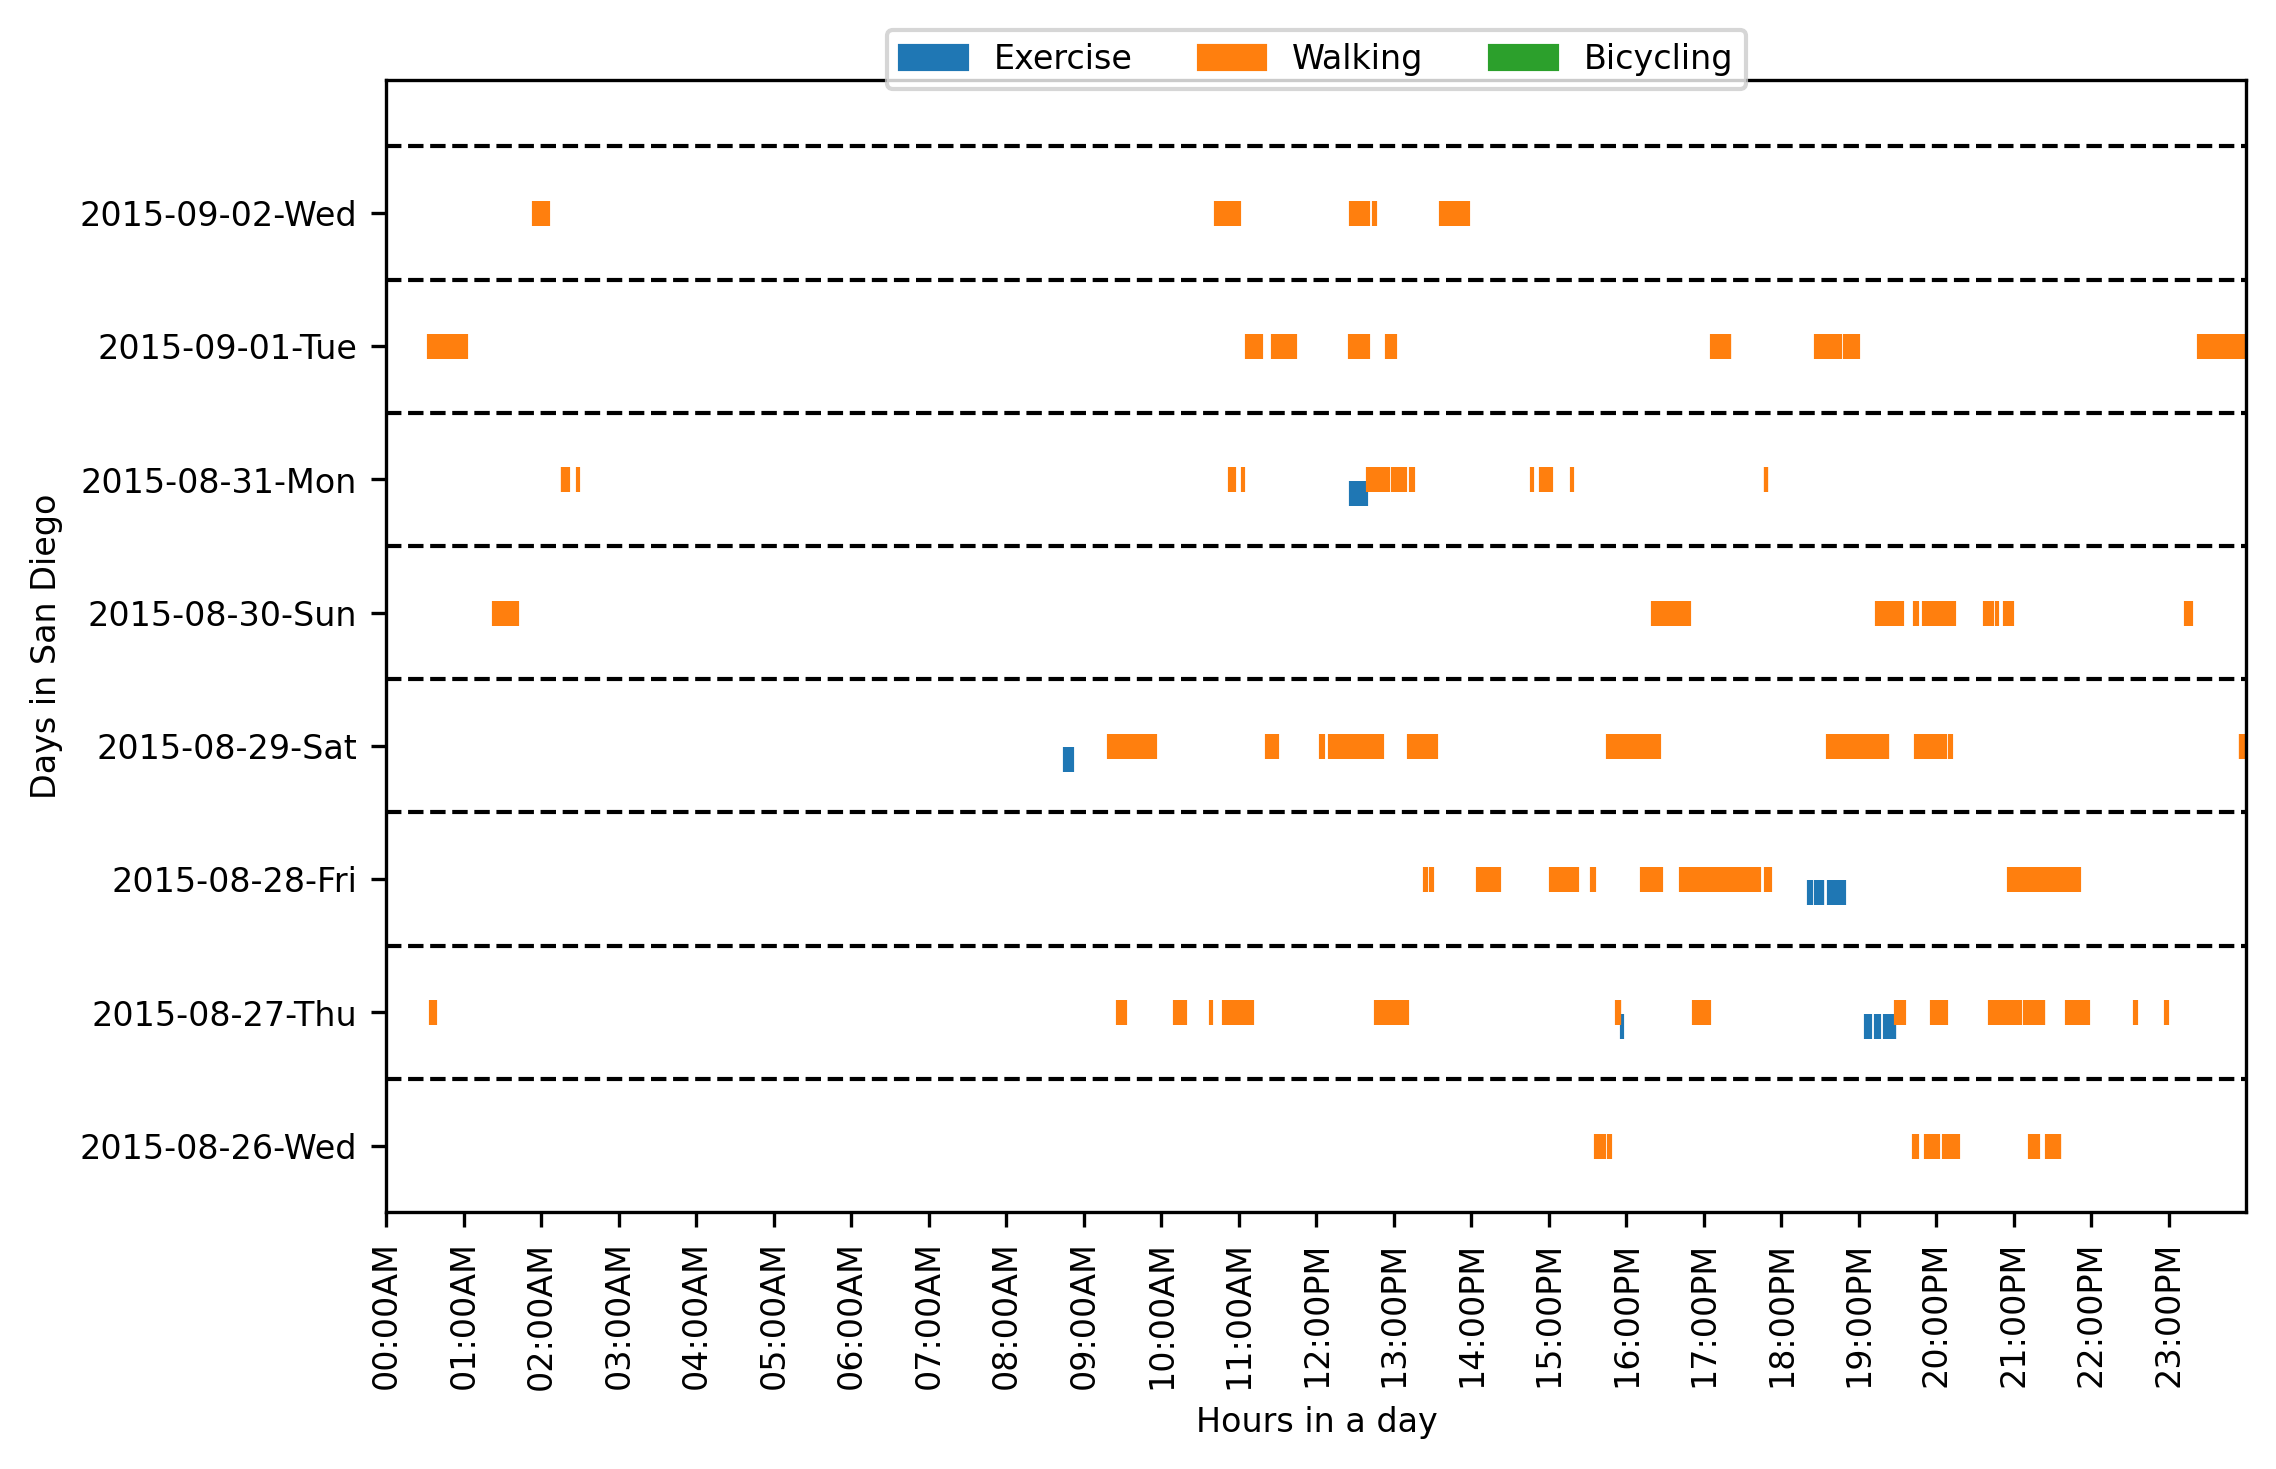 Exercise Walking Bicycling
2015-09-02-Wed
2015-09-01-Tue
2015-08-31-Mon
2015-08-30-Sun
2015-08-29-Sat
2015-08-28-Fri
2015-08-27-Thu
2015-08-26-Wed
Days in San Diego
00:00AM
01:00AM
02:00AM
03:00AM
04:00AM
05:00AM
06:00AM
07:00AM
08:00AM
09:00AM
10:00AM
11:00AM
12:00PM
13:00PM
14:00PM
15:00PM
16:00PM
17:00PM
18:00PM
19:00PM
20:00PM
21:00PM
22:00PM
23:00PM
Hours in a day